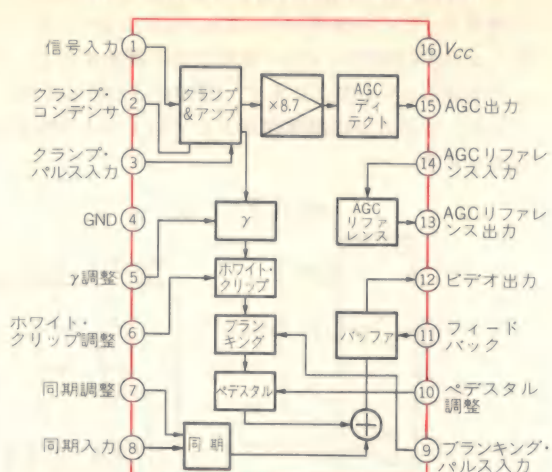 信号入力
①
クランプ・
コンデンサ
②
クランプ・
パルス入力
③
GND
④
γ調整
⑤
ホワイト・
クリップ調整
⑥
同期調整
⑦
同期入力
⑧
クランプ
&アンプ
×8.7
AGC
ディ
テクト
AGC
リファ
レンス
γ
ホワイト・
クリップ
ブラン
キング
ペデスタル
同期
バッファ
⑯
VCC
⑮
AGC出力
⑭
AGCリファレ
ンス入力
⑬
AGCリファレ
ンス出力
⑫
ビデオ出力
⑪
フィード
バック
⑩
ペデスタル
調整
⑨
ブランキング・
パルス入力